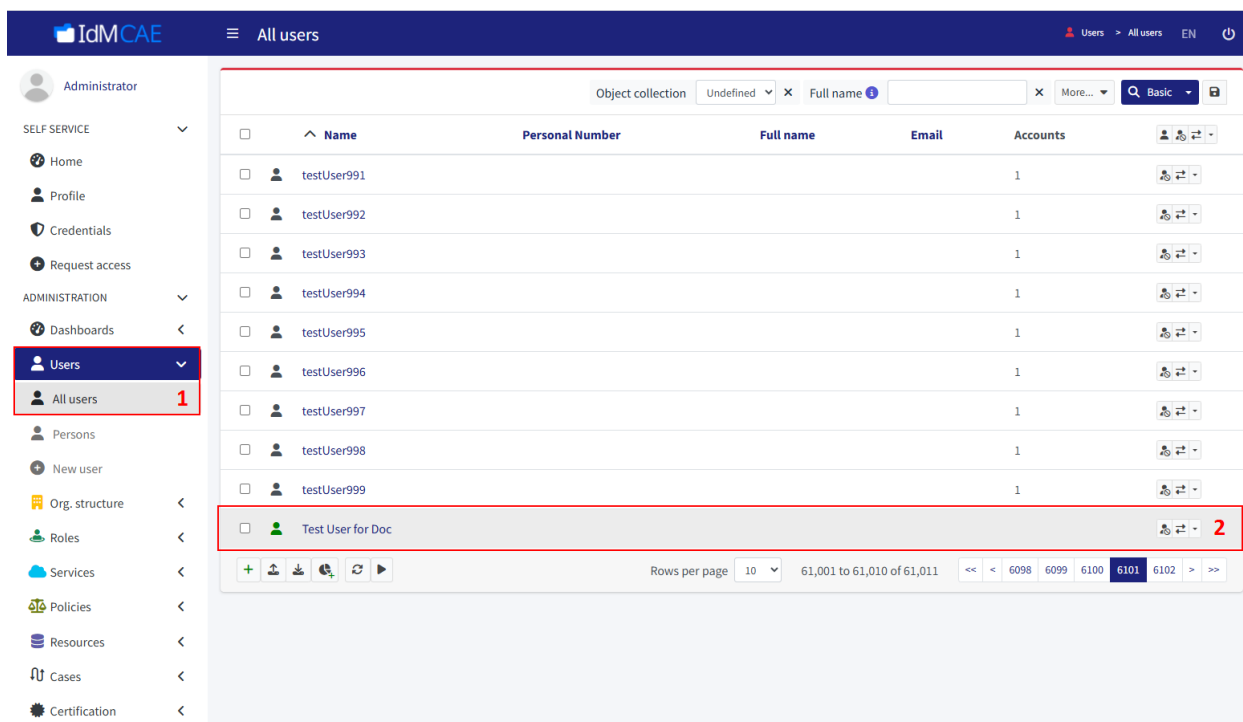 IdMCAE
All users
Users > All users EN
Administrator
Object collection Undefined Full name More... Basic
SELF SERVICE
Name Personal Number Full name Email Accounts
Home
testUser991 1
Profile
testUser992 1
Credentials
testUser993 1
Request access
testUser994 1
ADMINISTRATION
Dashboards
testUser995 1
Users
testUser996 1
All users 1
testUser997 1
Persons
testUser998 1
New user
testUser999 1
Org. structure
Test User for Doc 2
Roles
Services
Rows per page 10 61,001 to 61,010 of 61,011 << < 6098 6099 6100 6101 6102 > >>
Policies
Resources
Cases
Certification